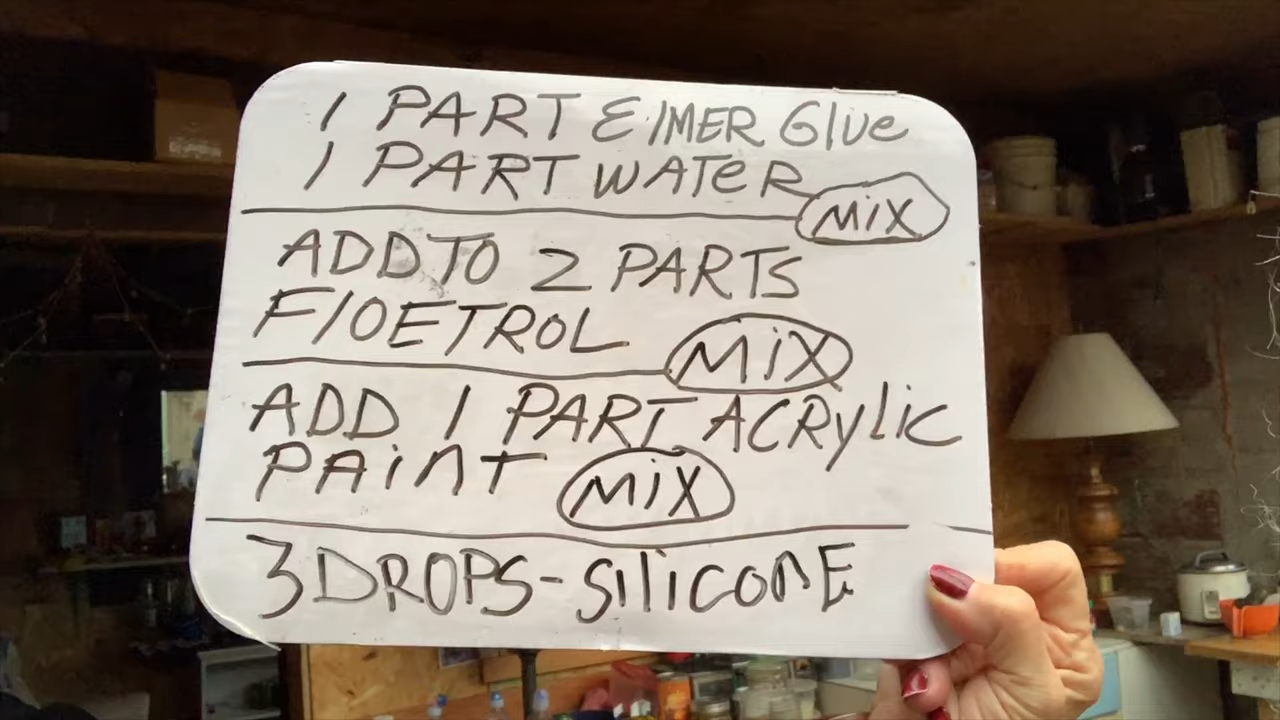 1 PART ElMER Glue
1 PART WATeR
MiX
ADD TO 2 PARTS
FlOETROL MiX
ADD 1 PART ACRyLic
PAiNT MiX
3 DROPS-SiliCONE